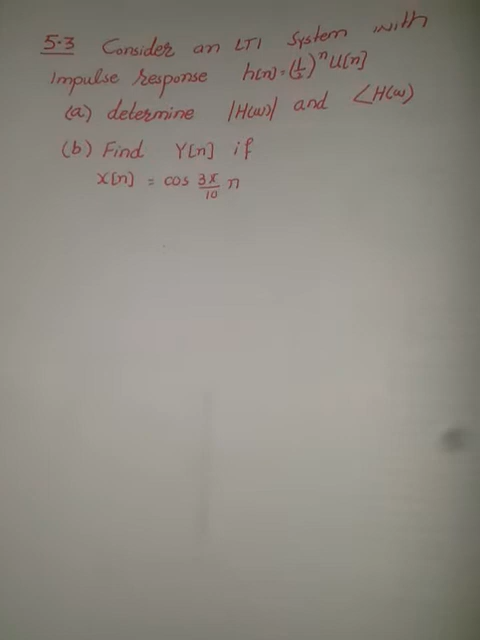 5.3 Consider an LTI System with
impulse response h(n) = (1/2)^n U[n]
(a) determine |H(ω)| and ∠H(ω)
(b) Find Y[n] if
X[n] = cos 3π/10 n